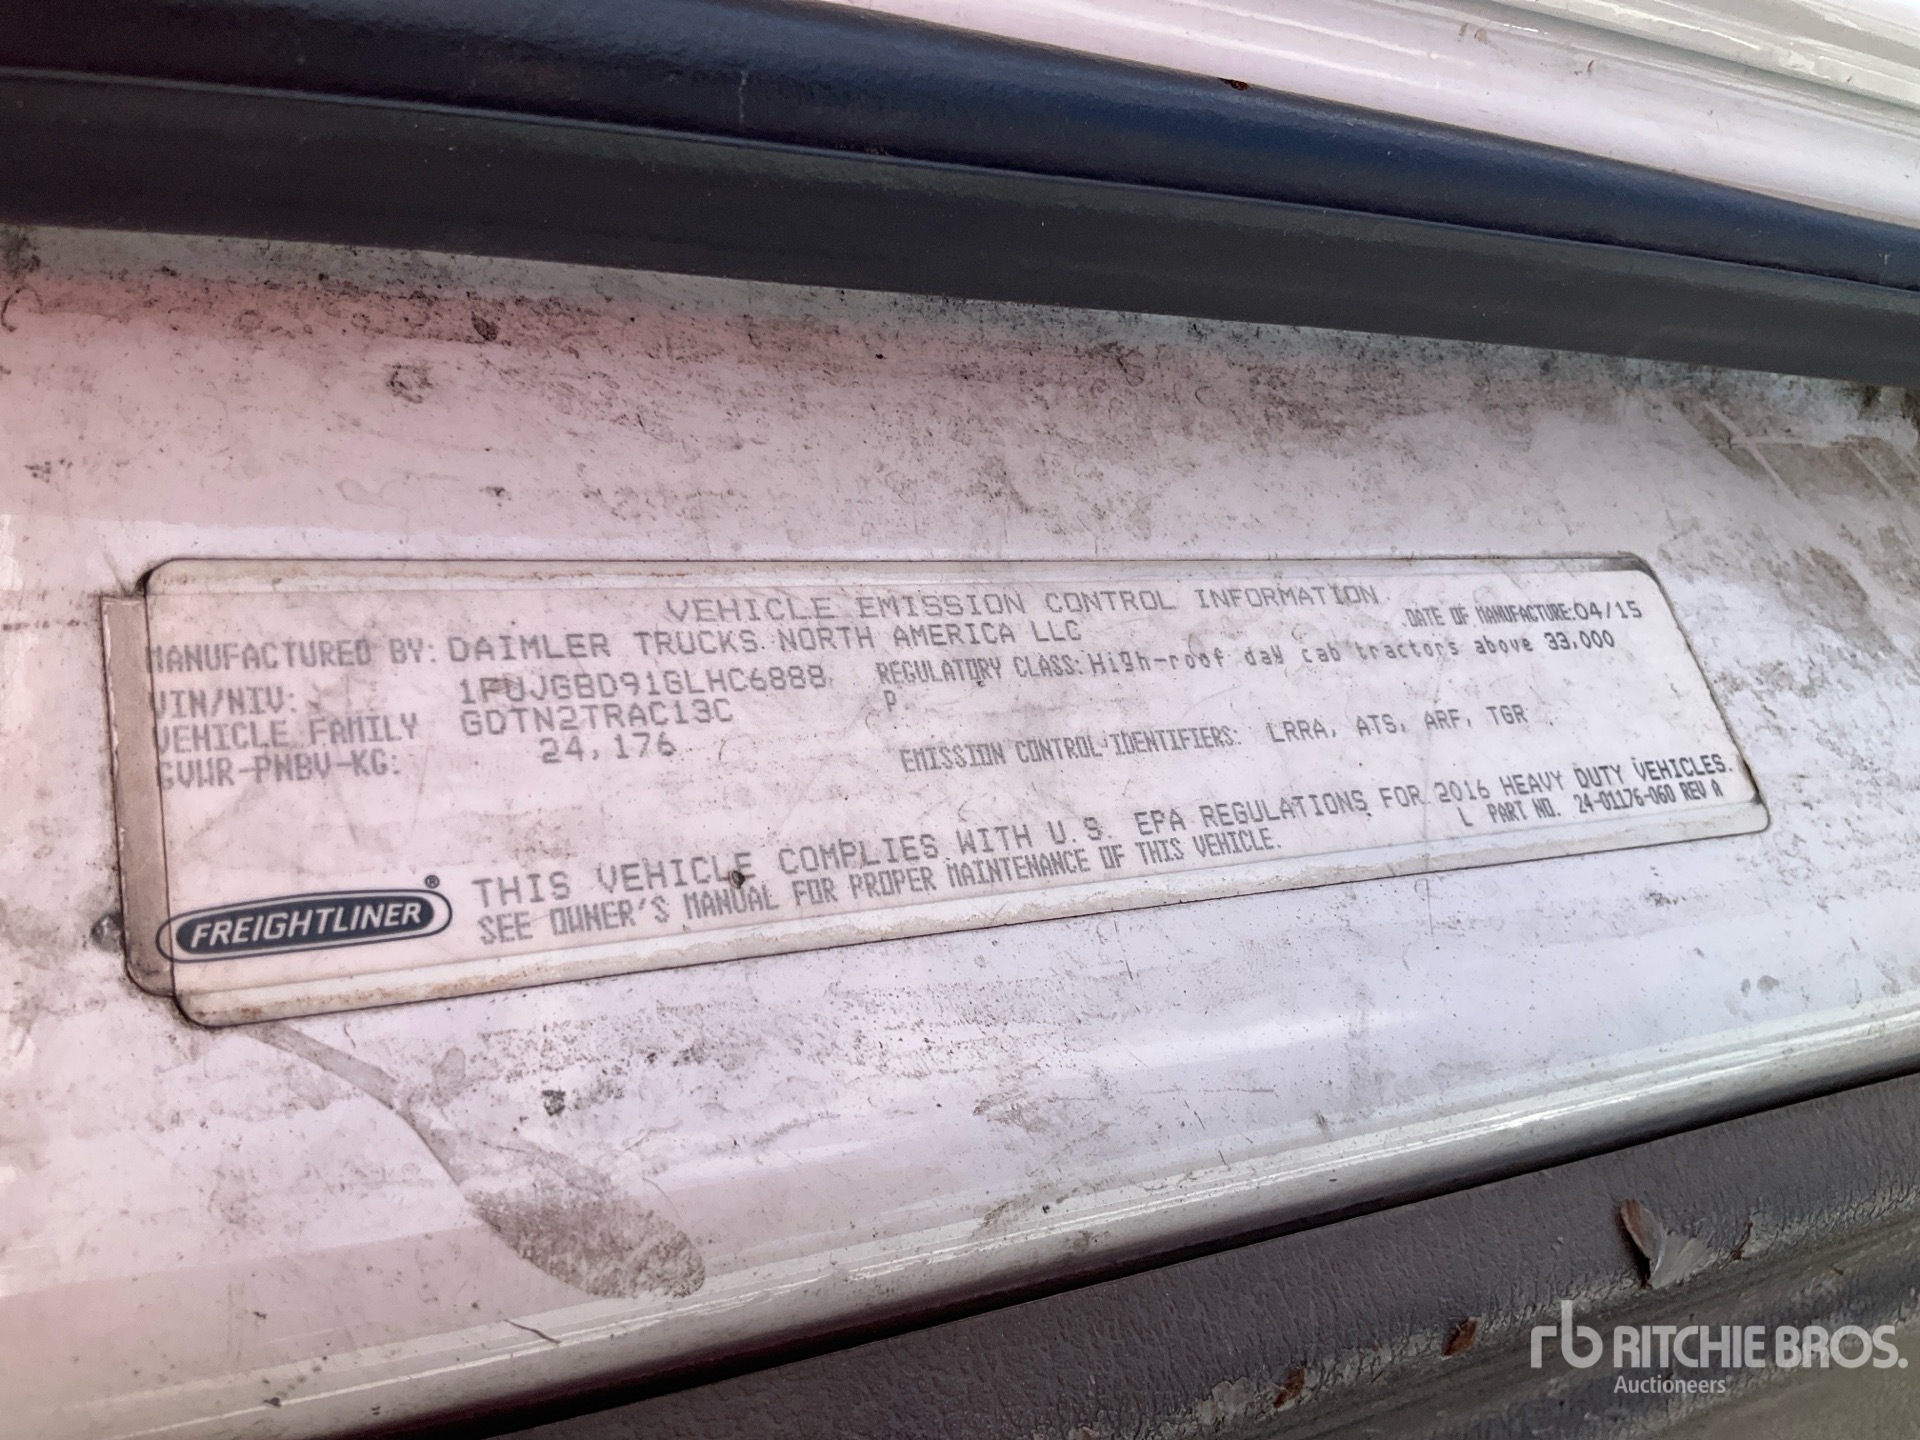 VEHICLE EMISSION CONTROL INFORMATION
DATE OF MANUFACTURE: 04/15
MANUFACTURED BY: DAIMLER TRUCKS NORTH AMERICA LLC
VIN/NIV: 1FUJGBD91GLHC6888
REGULATORY CLASS: High-roof day cab tractors above 33,000
P
VEHICLE FAMILY GDTN2TRAC13C
GVWR-PNBV-KG: 24,176
EMISSION CONTROL IDENTIFIERS: LRRA, ATS, ARF, TGR
THIS VEHICLE COMPLIES WITH U.S. EPA REGULATIONS FOR 2016 HEAVY DUTY VEHICLES.
SEE OWNER'S MANUAL FOR PROPER MAINTENANCE OF THIS VEHICLE.
L PART NO. 24-01176-060 REV A
FREIGHTLINER®
rb RITCHIE BROS.
Auctioneers